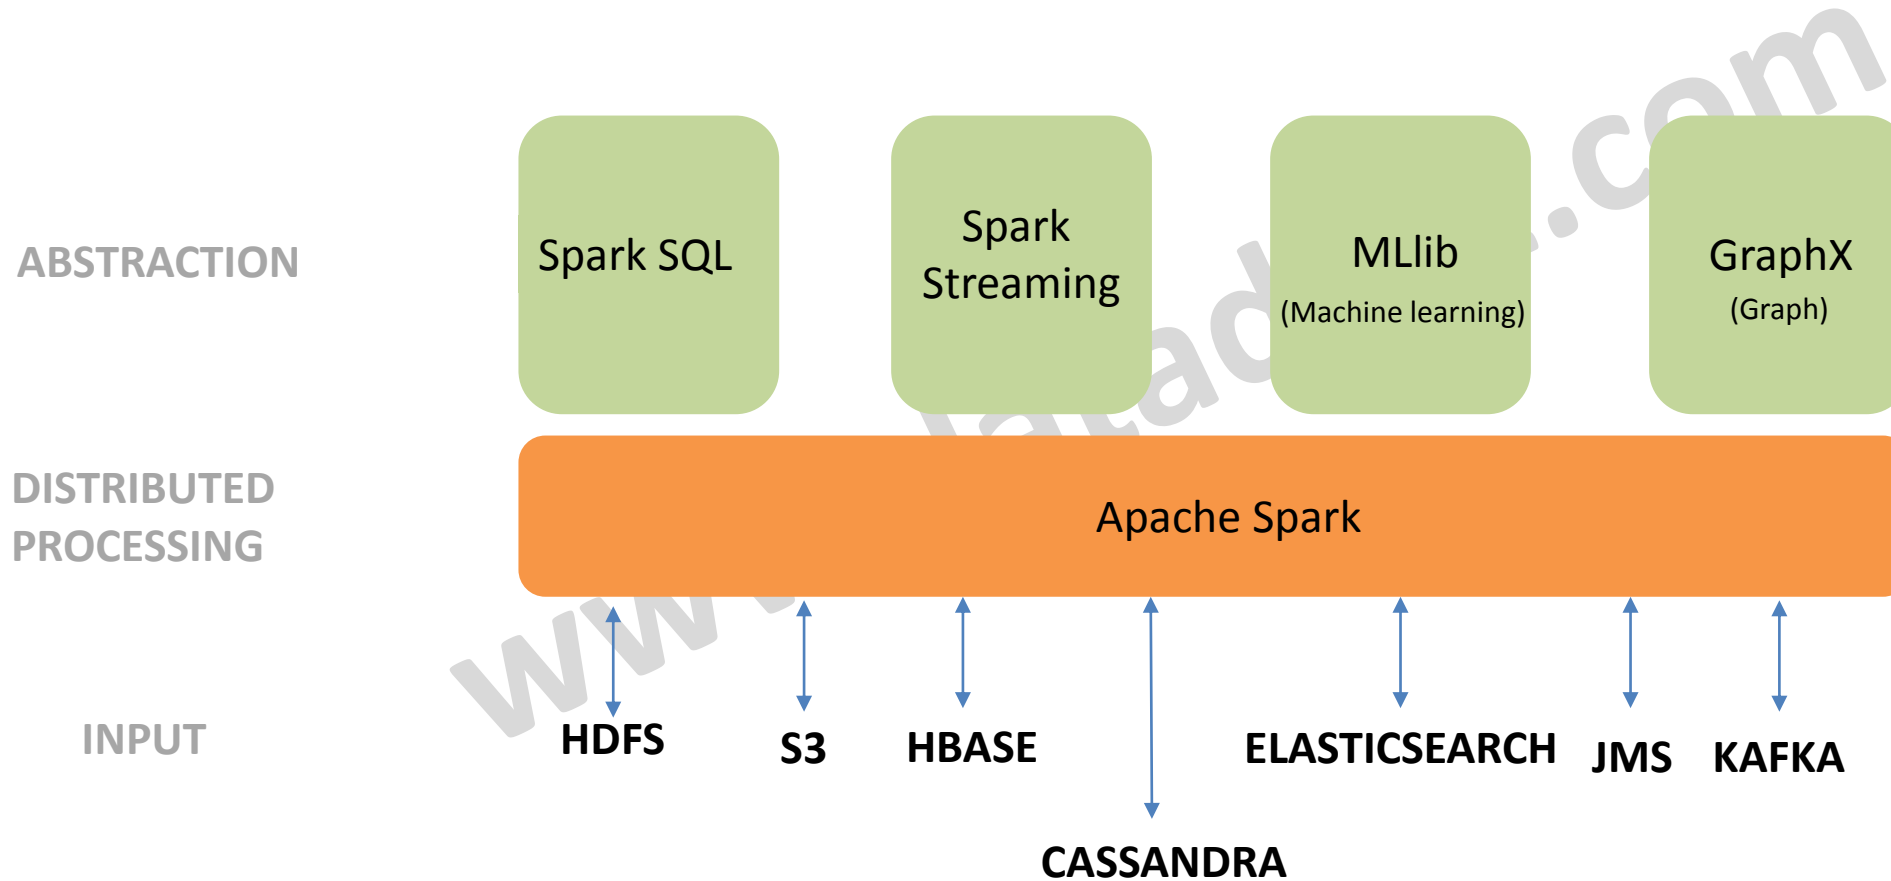 ABSTRACTION
Spark SQL
Spark
Streaming
MLlib
(Machine learning)
GraphX
(Graph)
DISTRIBUTED
PROCESSING
Apache Spark
INPUT
HDFS
S3
HBASE
CASSANDRA
ELASTICSEARCH
JMS
KAFKA